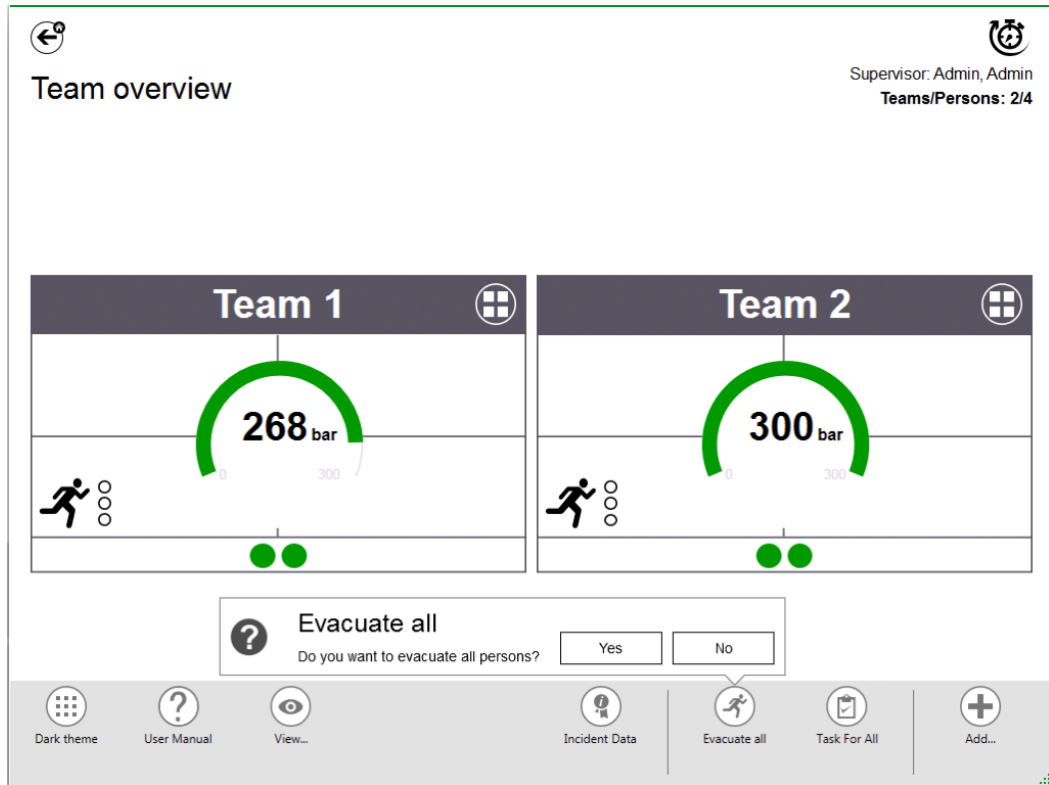 Supervisor: Admin, Admin
Team overview
Teams/Persons: 2/4
Team 1
Team 2
268 bar
0 300
300 bar
0 300
Evacuate all
Do you want to evacuate all persons?
Yes
No
Dark theme
User Manual
View...
Incident Data
Evacuate all
Task For All
Add...